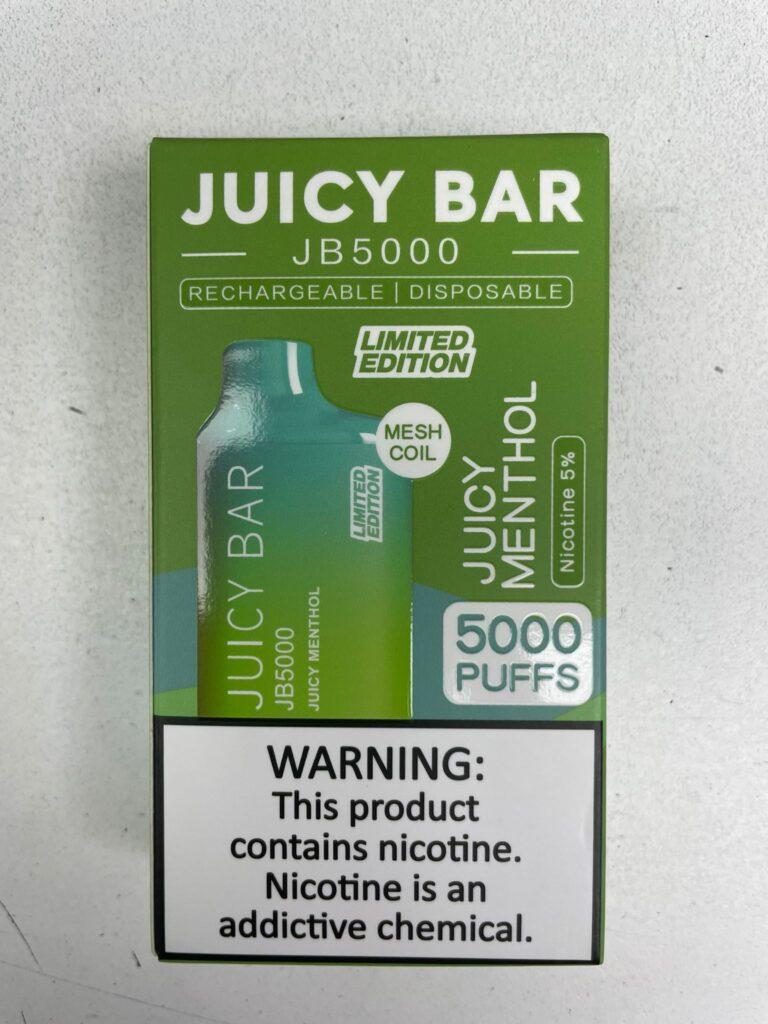 JUICY BAR
JB5000
RECHARGEABLE | DISPOSABLE
LIMITED
EDITION
MESH
COIL
JUICY
MENTHOL
Nicotine 5%
JUICY BAR
JB5000
JUICY MENTHOL
LIMITED
EDITION
5000
PUFFS
WARNING:
This product
contains nicotine.
Nicotine is an
addictive chemical.